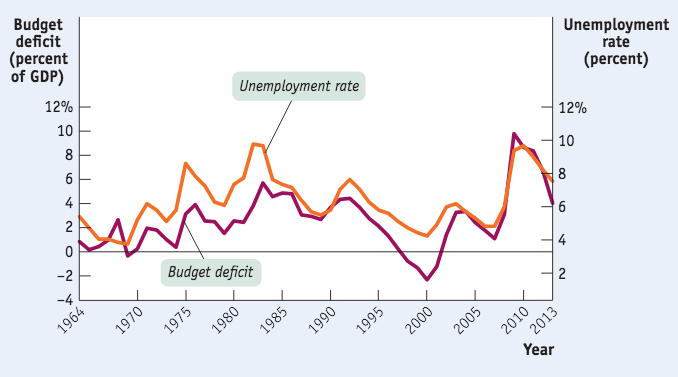 Budget
deficit
(percent
of GDP)
Unemployment
rate
(percent)
Unemployment rate
12%
10
8
6
4
2
0
−2
−4
12%
10
8
6
4
2
Budget deficit
1964
1970
1975
1980
1985
1990
1995
2000
2005
2010
2013
Year